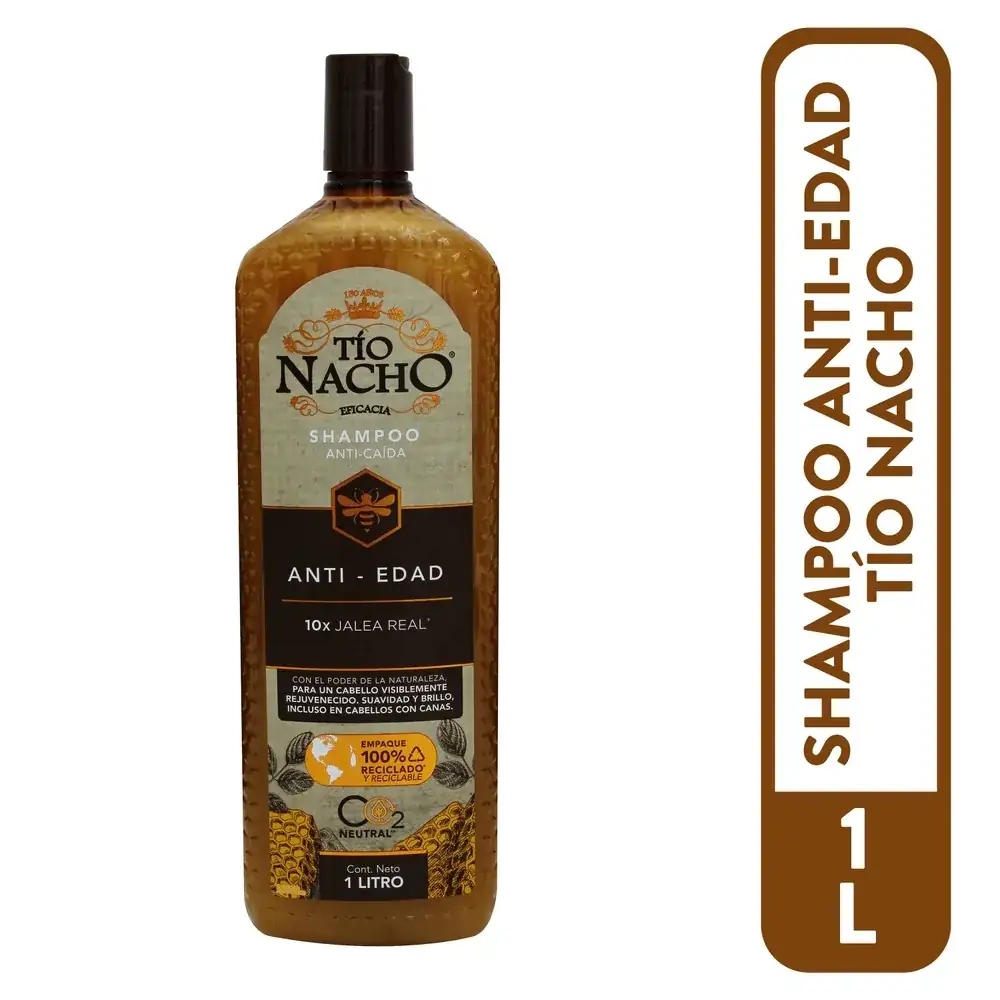 150 AÑOS
TÍO
NACHO®
EFICACIA
SHAMPOO
ANTI-CAÍDA
ANTI - EDAD
10x JALEA REAL*
CON EL PODER DE LA NATURALEZA,
PARA UN CABELLO VISIBLEMENTE
REJUVENECIDO, SUAVIDAD Y BRILLO,
INCLUSO EN CABELLOS CON CANAS.
EMPAQUE
100%
RECICLADO*
Y RECICLABLE
CO2
NEUTRAL
Cont. Neto
1 LITRO
SHAMPOO ANTI-EDAD
TÍO NACHO
1
L